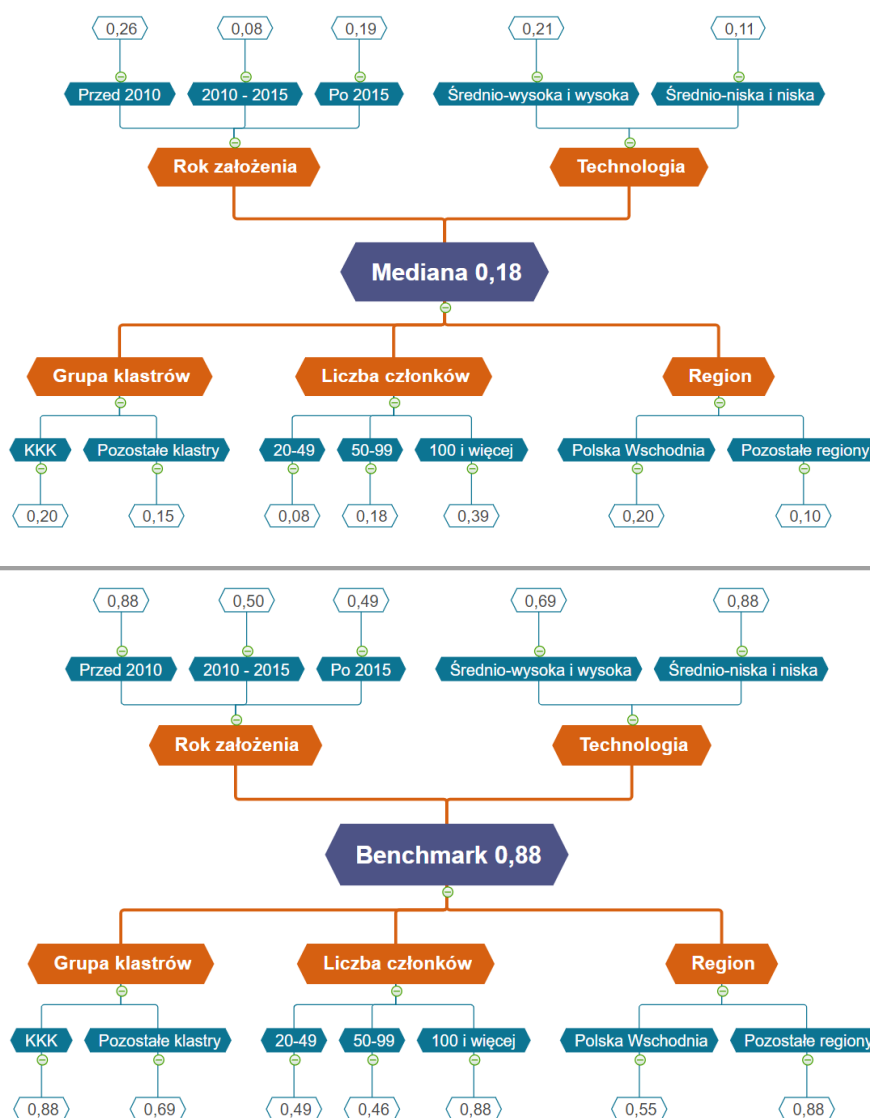 0,26 0,08 0,19 0,21 0,11
Przed 2010 2010 - 2015 Po 2015 Średnio-wysoka i wysoka Średnio-niska i niska
Rok założenia Technologia
Mediana 0,18
Grupa klastrów Liczba członków Region
KKK Pozostałe klastry 20-49 50-99 100 i więcej Polska Wschodnia Pozostałe regiony
0,20 0,15 0,08 0,18 0,39 0,20 0,10
0,88 0,50 0,49 0,69 0,88
Przed 2010 2010 - 2015 Po 2015 Średnio-wysoka i wysoka Średnio-niska i niska
Rok założenia Technologia
Benchmark 0,88
Grupa klastrów Liczba członków Region
KKK Pozostałe klastry 20-49 50-99 100 i więcej Polska Wschodnia Pozostałe regiony
0,88 0,69 0,49 0,46 0,88 0,55 0,88